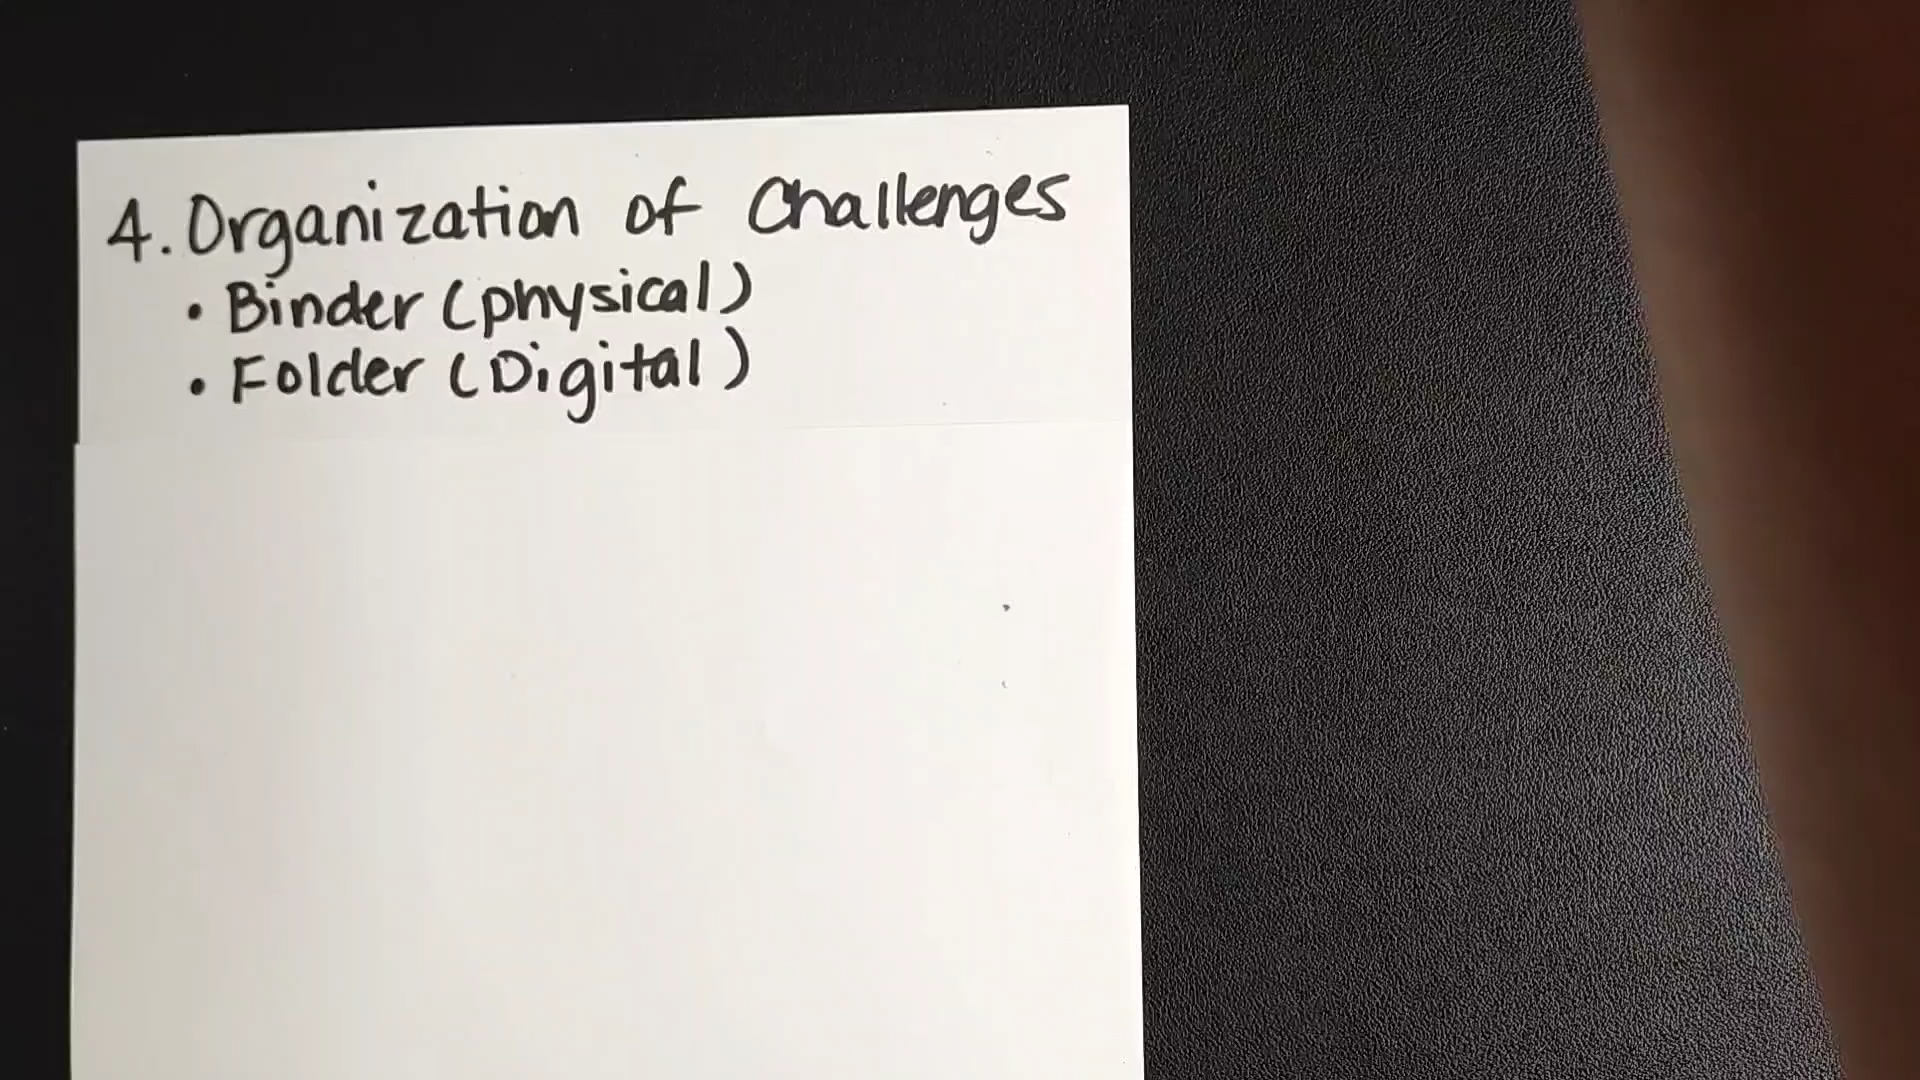 4. Organization of Challenges
• Binder (physical)
• Folder (Digital)